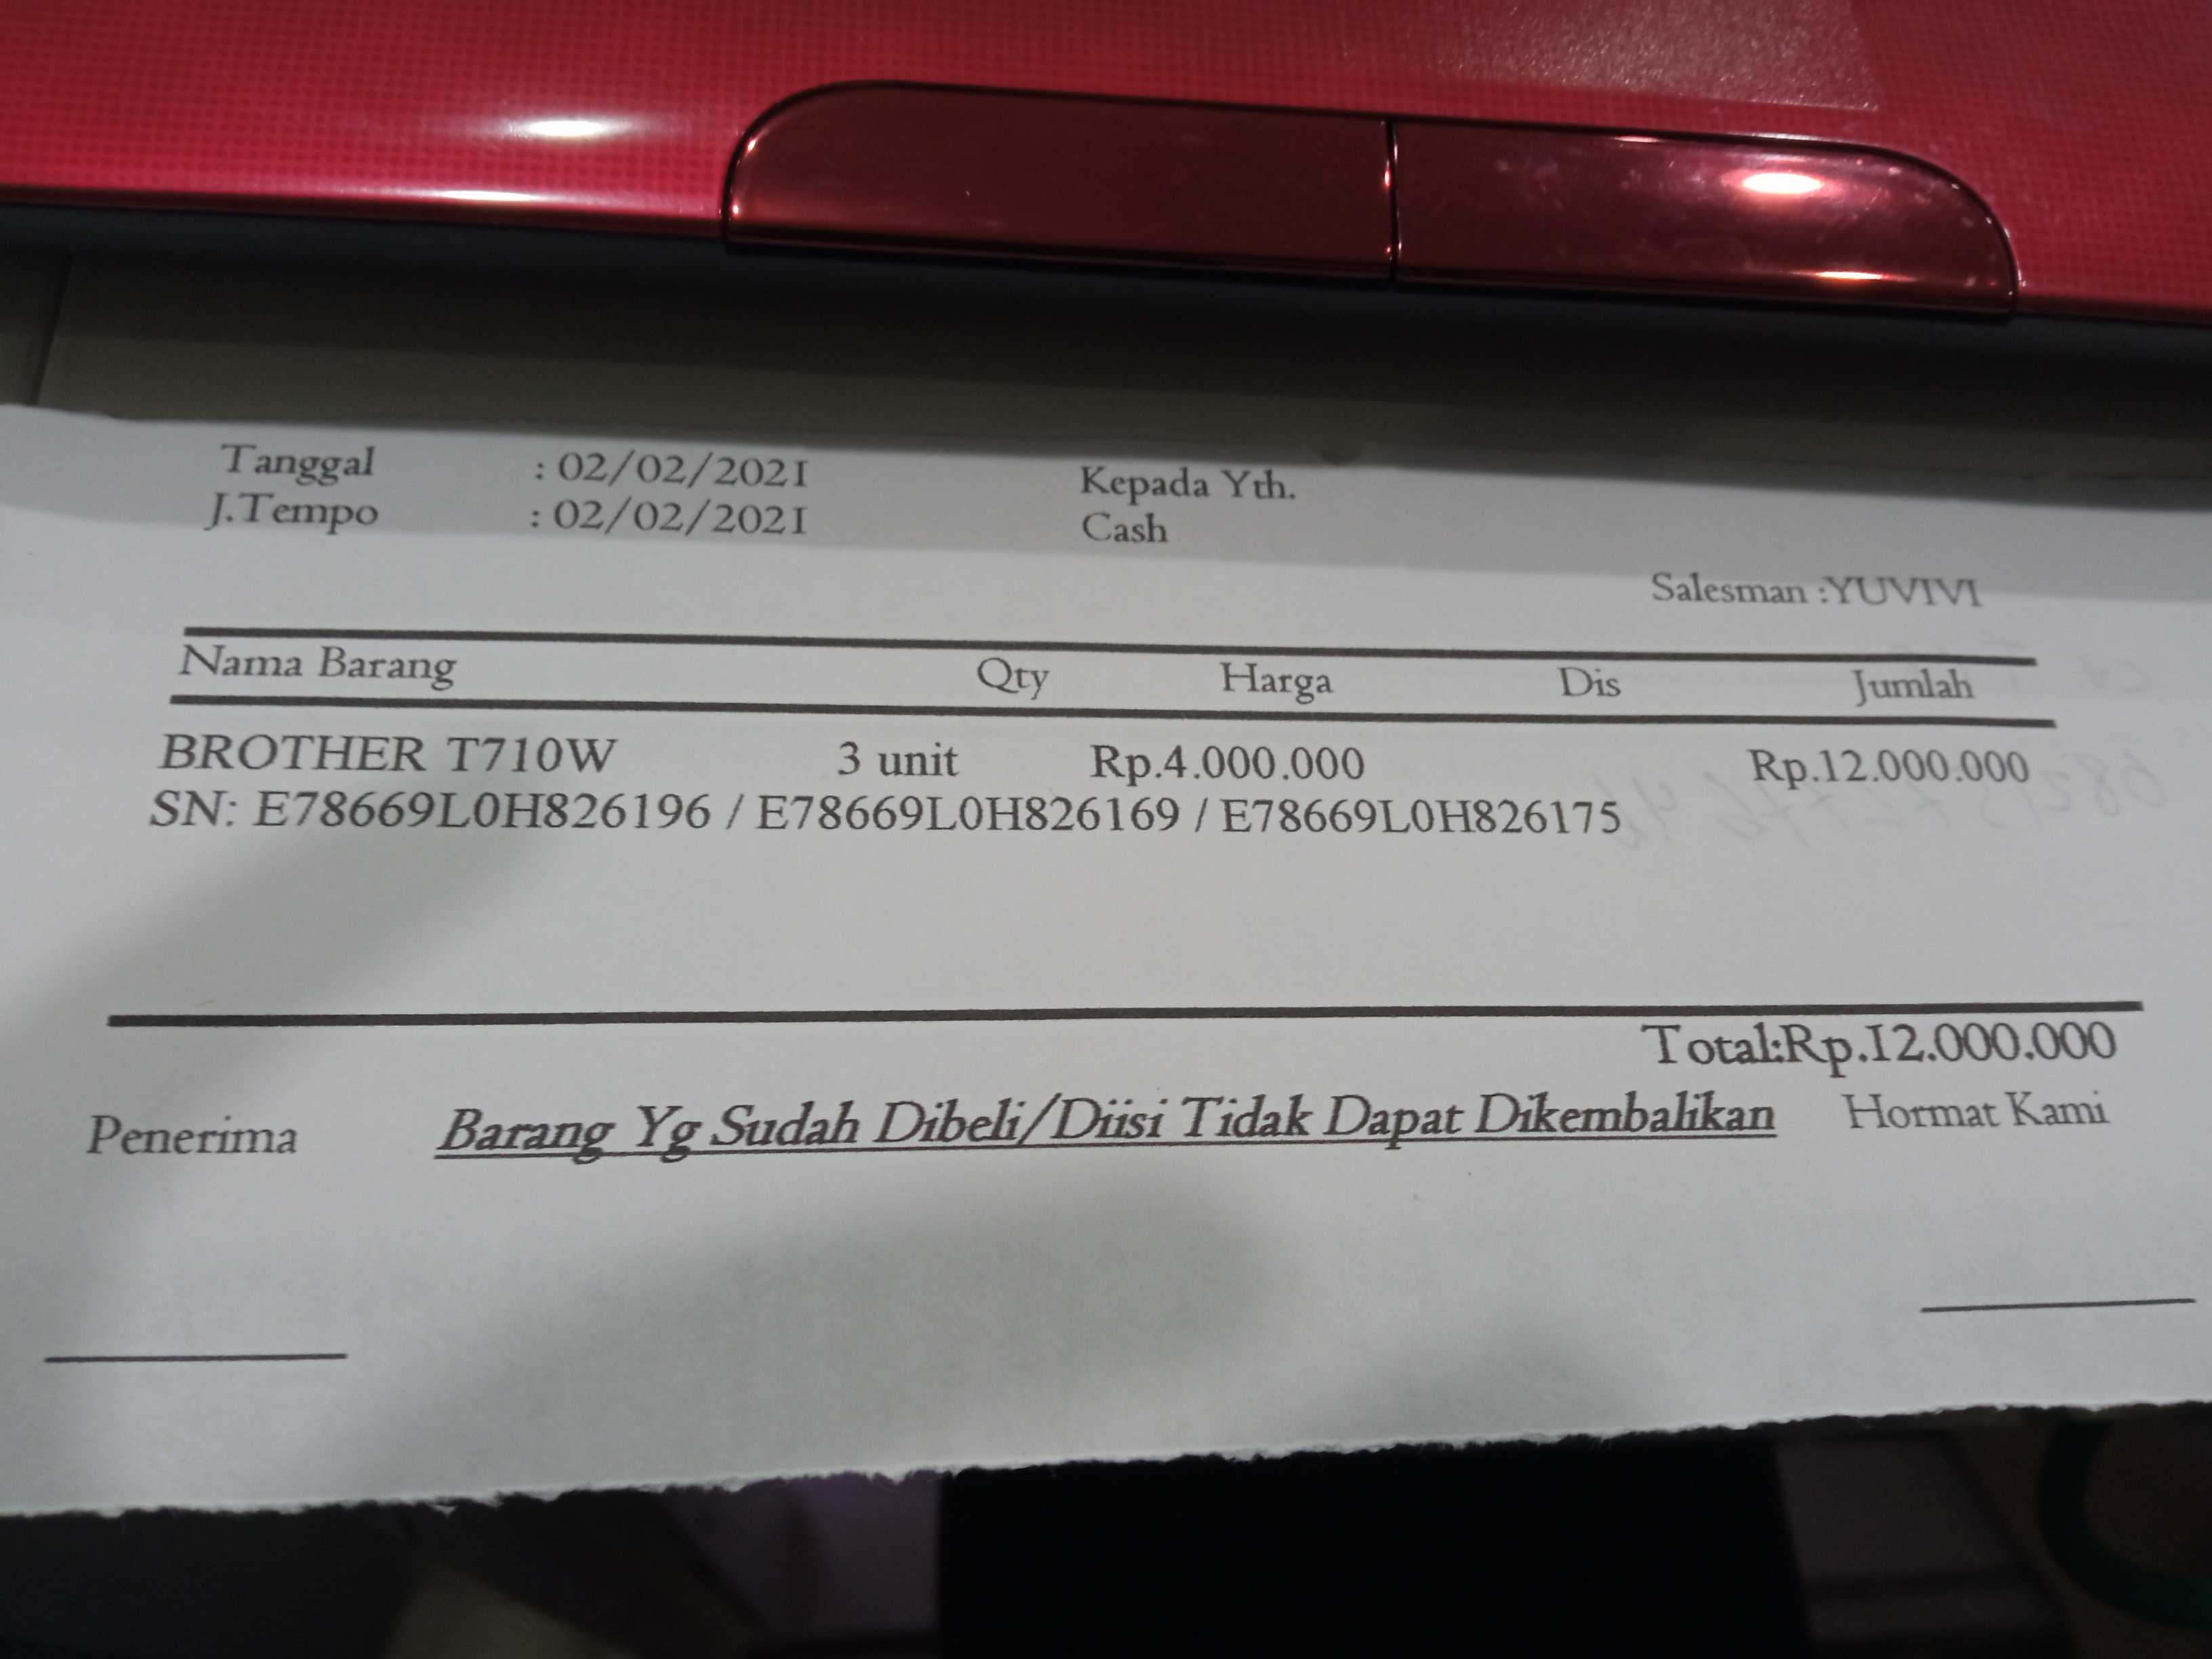 Tanggal : 02/02/2021 Kepada Yth.
J.Tempo : 02/02/2021 Cash
Salesman :YUVIVI
Nama Barang Qty Harga Dis Jumlah
BROTHER T710W 3 unit Rp.4.000.000 Rp.12.000.000
SN: E78669L0H826196 / E78669L0H826169 / E78669L0H826175
Total:Rp.12.000.000
Penerima Barang Yg Sudah Dibeli/Diisi Tidak Dapat Dikembalikan Hormat Kami